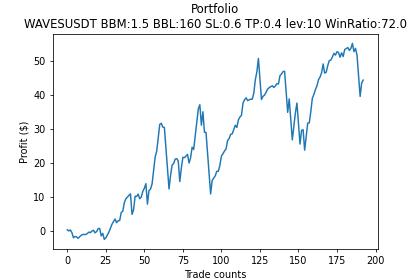 Portfolio
WAVESUSDT BBM:1.5 BBL:160 SL:0.6 TP:0.4 lev:10 WinRatio:72.0
50
40
30
20
10
0
Profit ($)
0 25 50 75 100 125 150 175 200
Trade counts